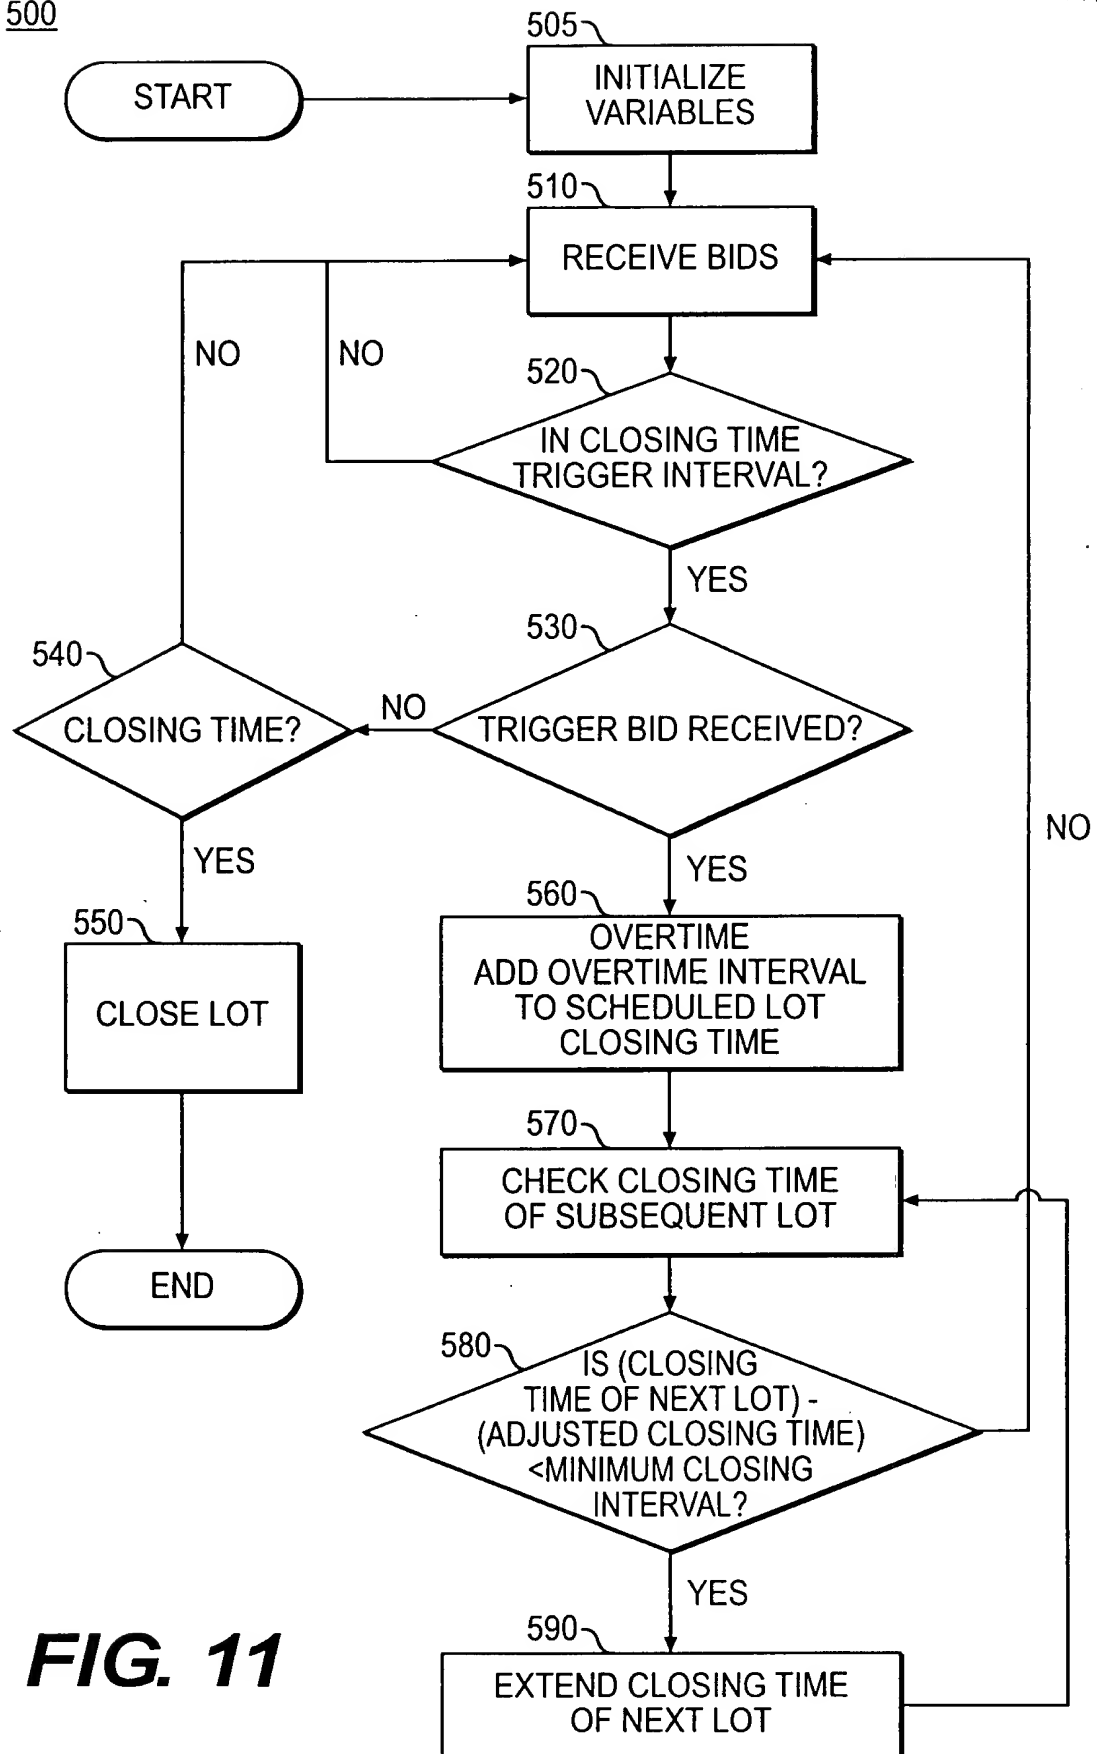 500
START
505
INITIALIZE
VARIABLES
510
RECEIVE BIDS
NO
NO
520
IN CLOSING TIME
TRIGGER INTERVAL?
YES
530
TRIGGER BID RECEIVED?
NO
540
CLOSING TIME?
YES
550
CLOSE LOT
END
YES
560
OVERTIME
ADD OVERTIME INTERVAL
TO SCHEDULED LOT
CLOSING TIME
NO
570
CHECK CLOSING TIME
OF SUBSEQUENT LOT
580
IS (CLOSING
TIME OF NEXT LOT) -
(ADJUSTED CLOSING TIME)
<MINIMUM CLOSING
INTERVAL?
YES
590
EXTEND CLOSING TIME
OF NEXT LOT
FIG. 11